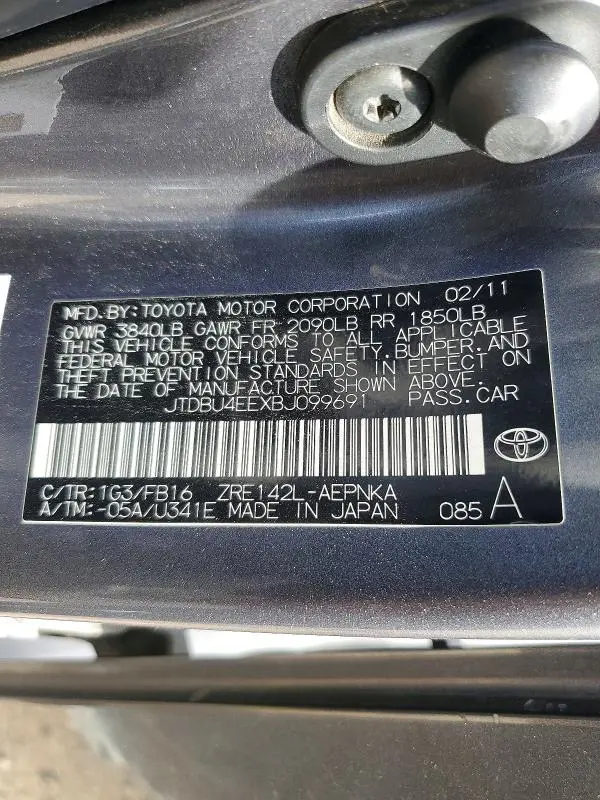 MFD. BY: TOYOTA MOTOR CORPORATION 02/11
GVWR 3840LB GAWR FR 2090LB RR 1850LB
THIS VEHICLE CONFORMS TO ALL APPLICABLE
FEDERAL MOTOR VEHICLE SAFETY, BUMPER, AND
THEFT PREVENTION STANDARDS IN EFFECT ON
THE DATE OF MANUFACTURE SHOWN ABOVE.
JTDBU4EEXBJ099691 PASS. CAR
C/TR: 1G3/FB16 ZRE142L-AEPNKA
A/TM: -05A/U341E MADE IN JAPAN 085 A